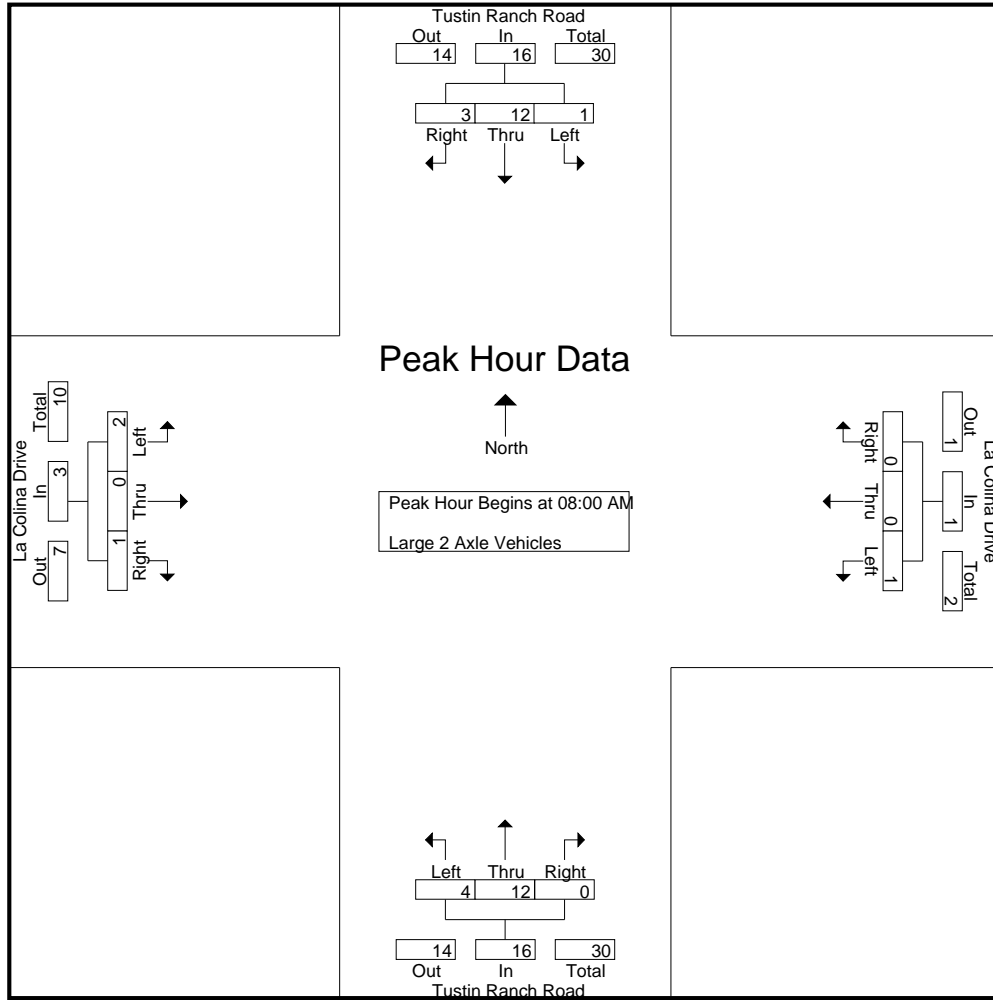 Tustin Ranch Road
Out In Total
14 16 30
3 12 1
Right Thru Left
Peak Hour Data
North
Peak Hour Begins at 08:00 AM
Large 2 Axle Vehicles
La Colina Drive
Total In Out
10 3 7
2 0 1
Left Thru Right
La Colina Drive
Out In Total
1 1 2
0 0 1
Right Thru Left
Left Thru Right
4 12 0
14 16 30
Out In Total
Tustin Ranch Road